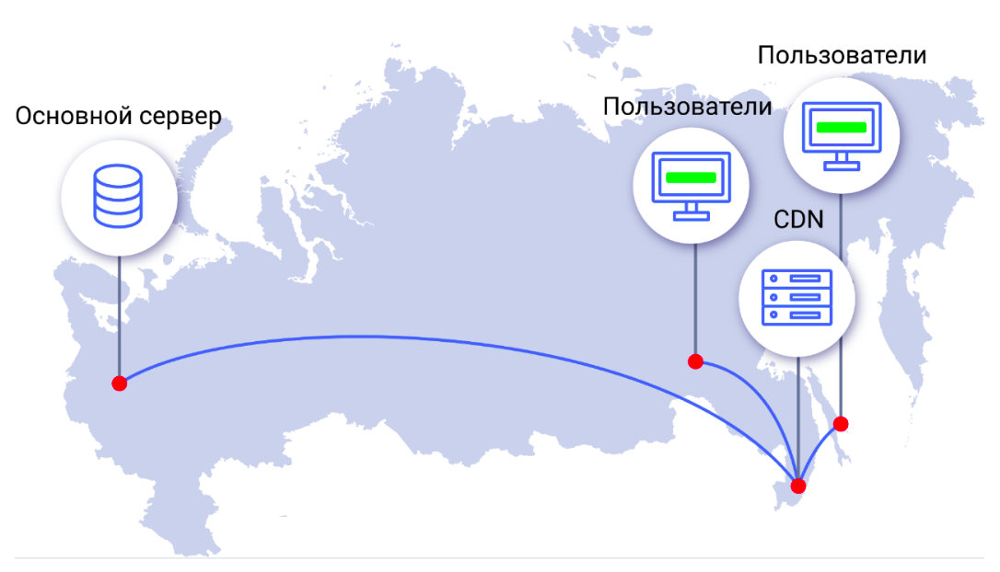 Пользователи
Пользователи
Основной сервер
CDN